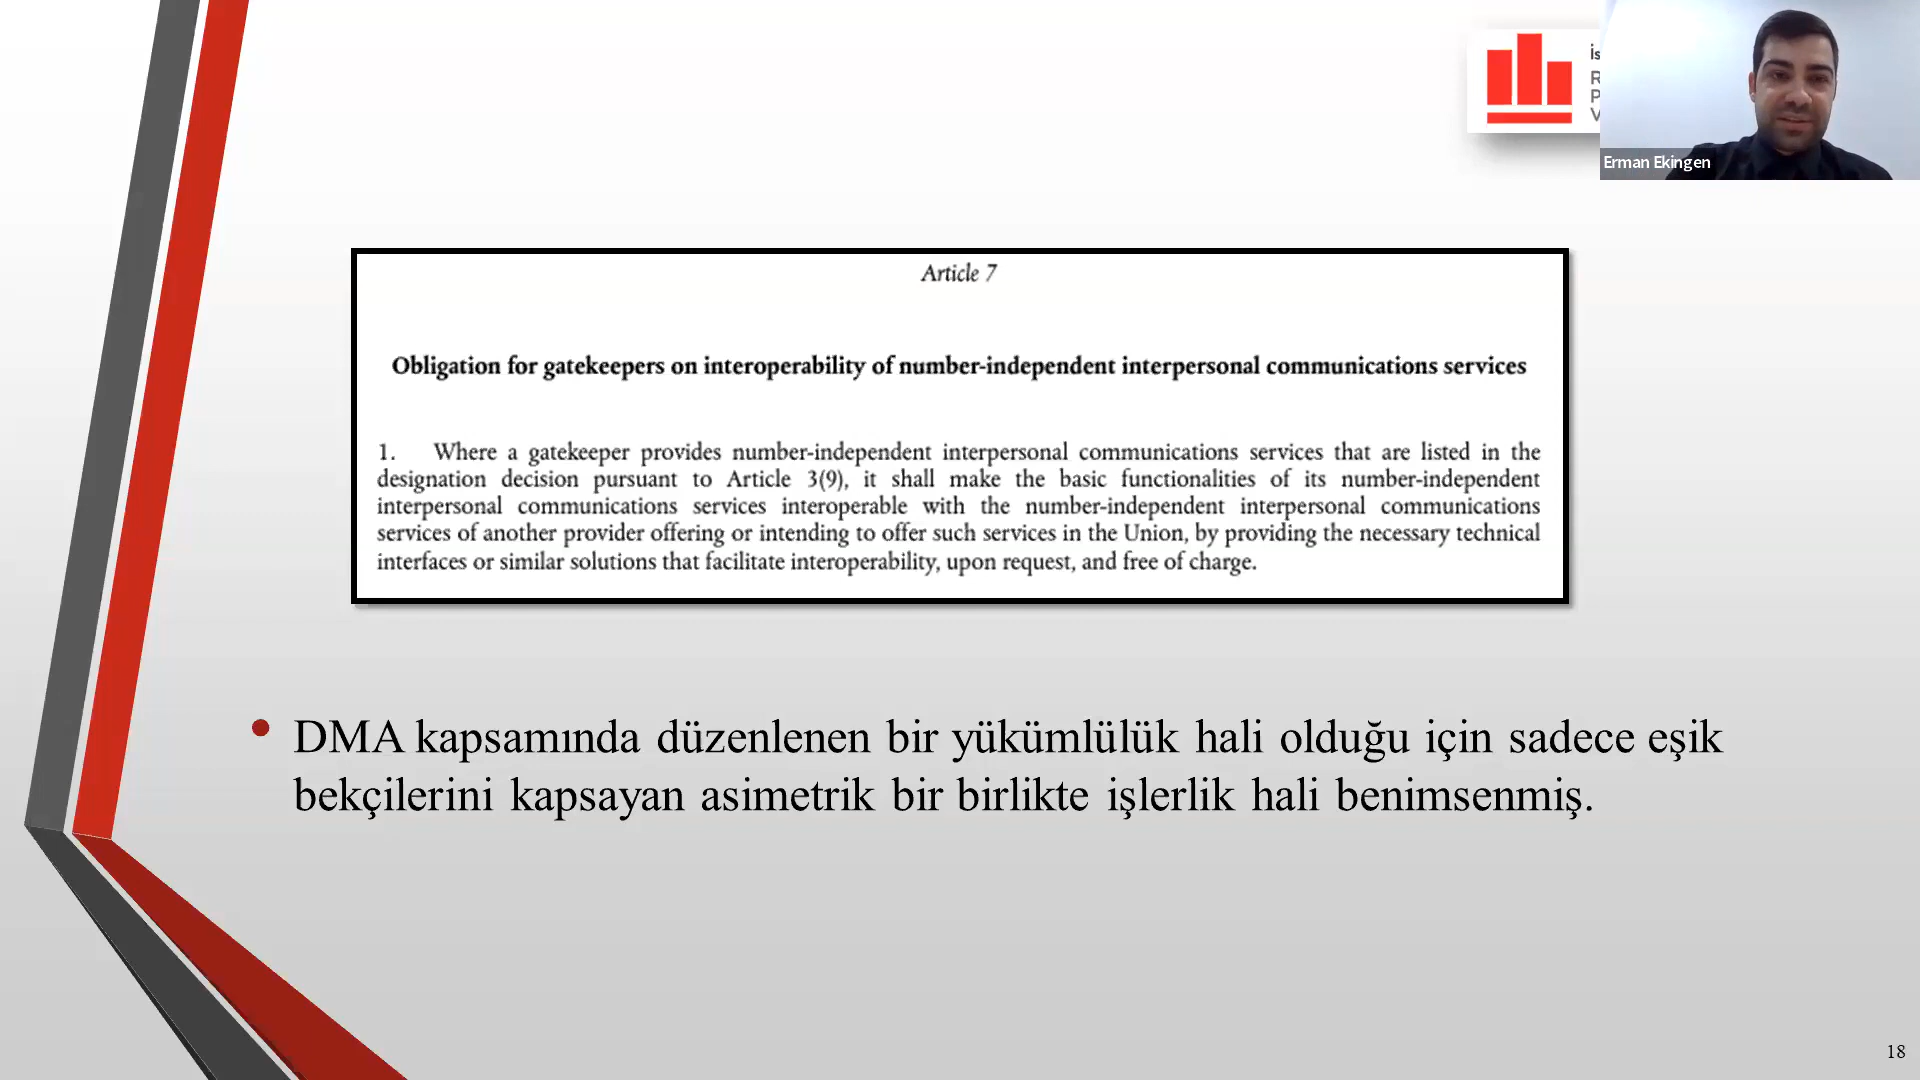 İs
R
P
V
Erman Ekingen
Article 7
Obligation for gatekeepers on interoperability of number-independent interpersonal communications services
1. Where a gatekeeper provides number-independent interpersonal communications services that are listed in the
designation decision pursuant to Article 3(9), it shall make the basic functionalities of its number-independent
interpersonal communications services interoperable with the number-independent interpersonal communications
services of another provider offering or intending to offer such services in the Union, by providing the necessary technical
interfaces or similar solutions that facilitate interoperability, upon request, and free of charge.
• DMA kapsamında düzenlenen bir yükümlülük hali olduğu için sadece eşik
bekçilerini kapsayan asimetrik bir birlikte işlerlik hali benimsenmiş.
18